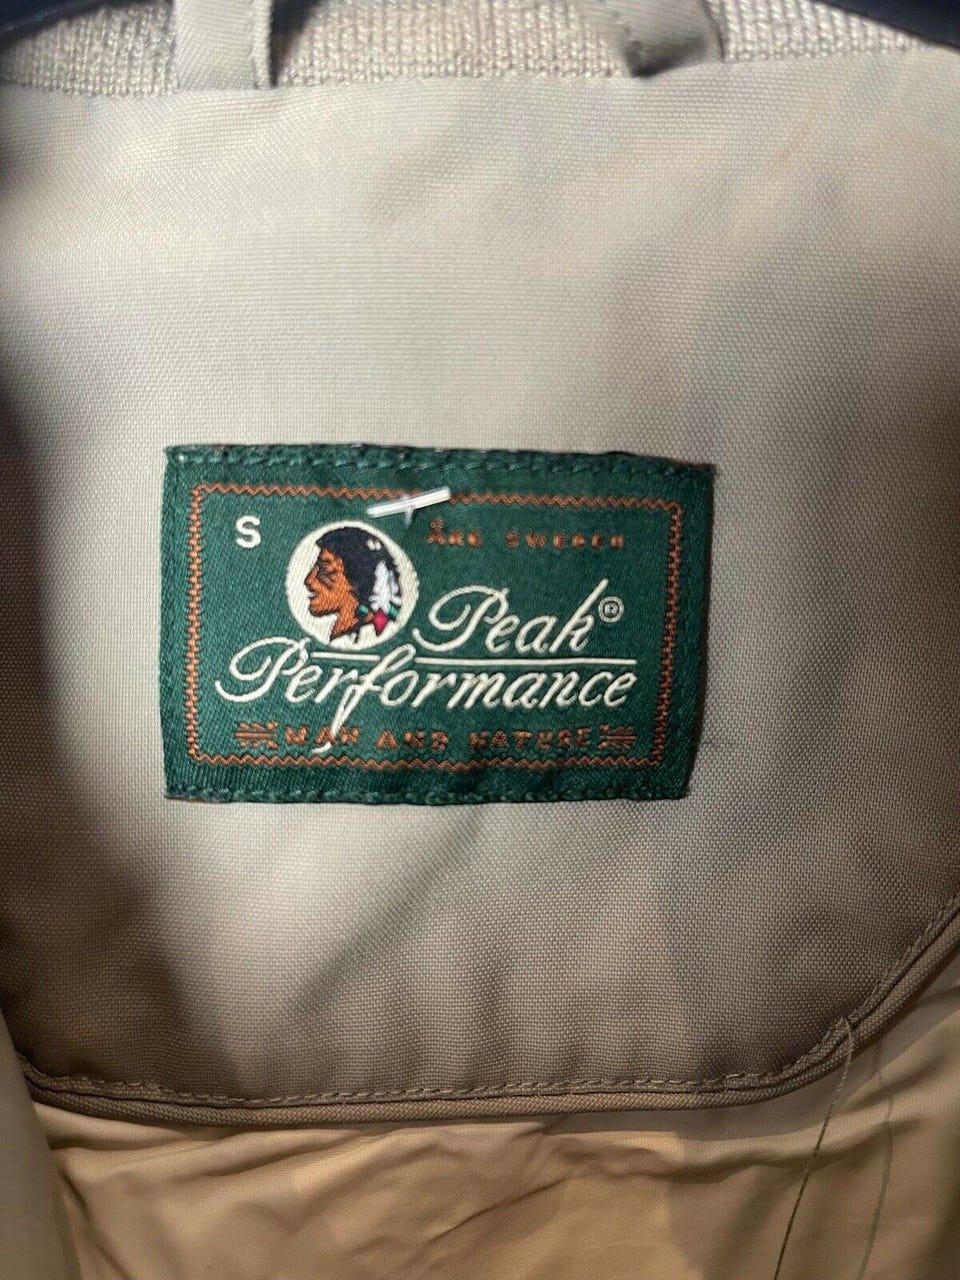 S
ÅRE SWEDEN
Peak®
Performance
MAN AND NATURE